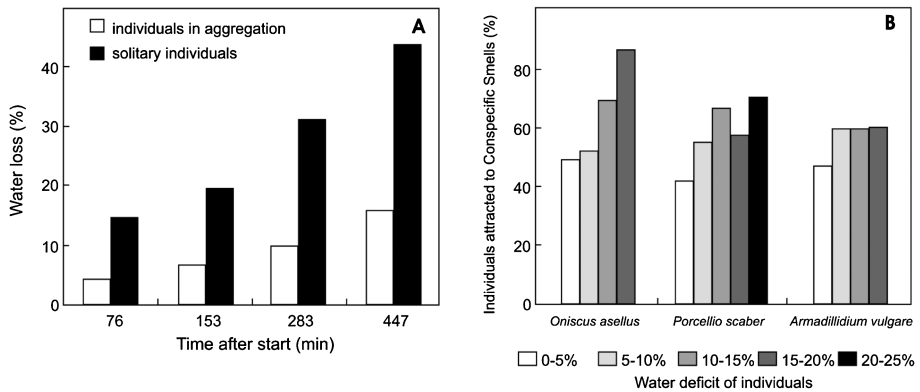 A
individuals in aggregation
solitary individuals
Water loss (%)
40
30
20
10
0
76 153 283 447
Time after start (min)
B
Individuals attracted to Conspecific Smells (%)
80
60
40
20
0
Oniscus asellus Porcellio scaber Armadillidium vulgare
0-5% 5-10% 10-15% 15-20% 20-25%
Water deficit of individuals